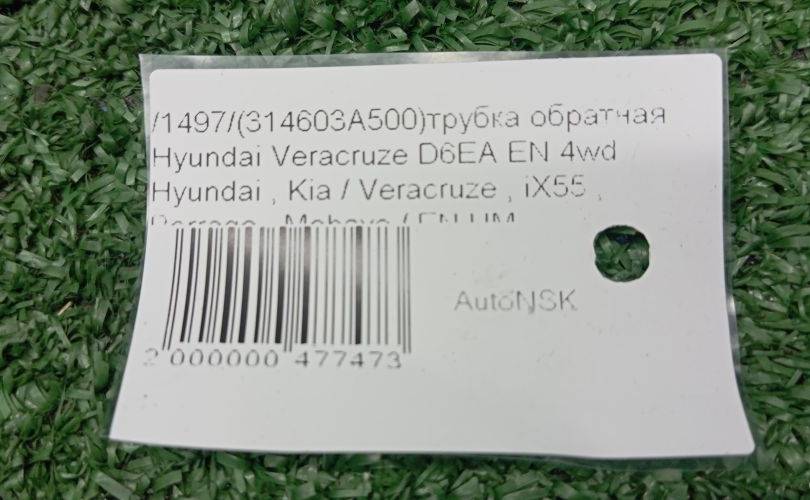 /1497/(314603A500)трубка обратная
Hyundai Veracruze D6EA EN 4wd
Hyundai , Kia / Veracruze , iX55 ,
AutoNSK
2 000000 477473